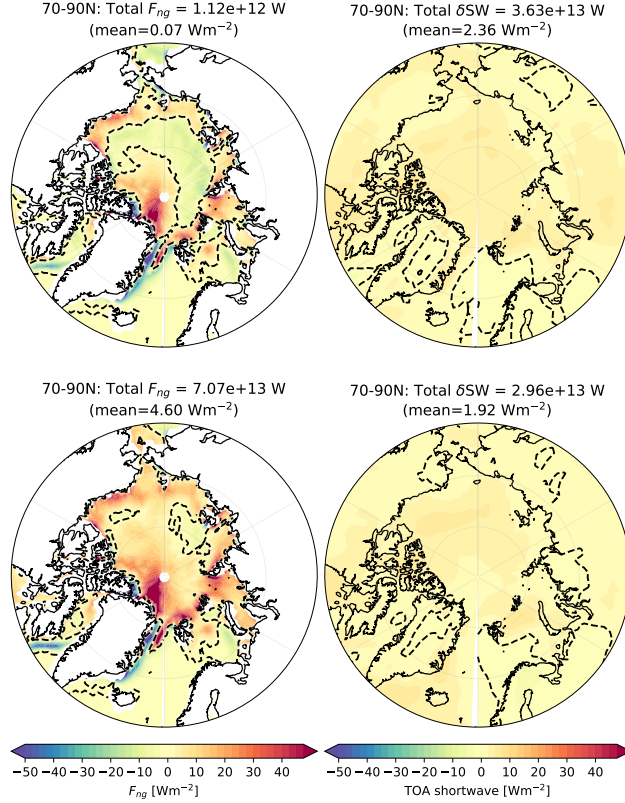 70-90N: Total F_ng = 1.12e+12 W
(mean=0.07 Wm⁻²)
70-90N: Total δSW = 3.63e+13 W
(mean=2.36 Wm⁻²)
70-90N: Total F_ng = 7.07e+13 W
(mean=4.60 Wm⁻²)
70-90N: Total δSW = 2.96e+13 W
(mean=1.92 Wm⁻²)
−50 −40 −30 −20 −10 0 10 20 30 40
F_ng [Wm⁻²]
−50 −40 −30 −20 −10 0 10 20 30 40
TOA shortwave [Wm⁻²]